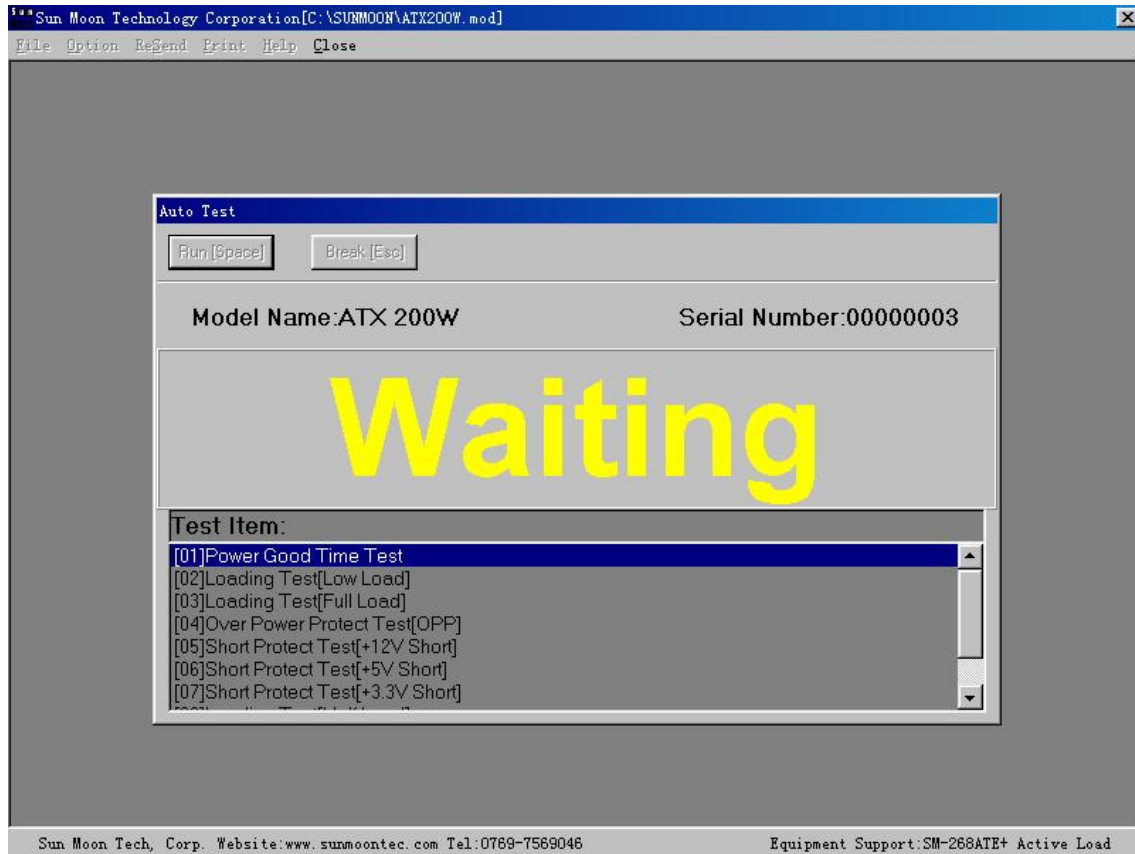 Sun Moon Technology Corporation[C:\SUNMOON\ATX200W.mod]
File Option ReSend Print Help Close
Auto Test
Run [Space] Break [Esc]
Model Name:ATX 200W Serial Number:00000003
Waiting
Test Item:
[01]Power Good Time Test
[02]Loading Test[Low Load]
[03]Loading Test[Full Load]
[04]Over Power Protect Test[OPP]
[05]Short Protect Test[+12V Short]
[06]Short Protect Test[+5V Short]
[07]Short Protect Test[+3.3V Short]
Sun Moon Tech, Corp. Website:www.sunmoontec.com Tel:0769-7569046 Equipment Support:SM-268ATE+ Active Load